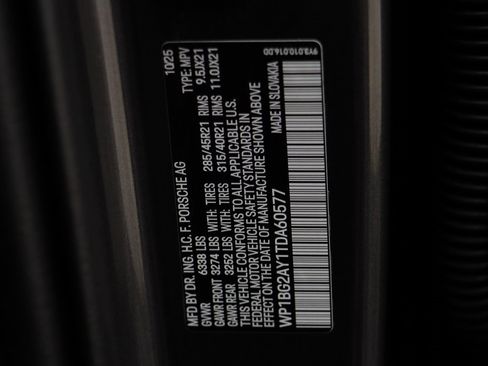 MFD BY DR. ING. H.C. F. PORSCHE AG 10/25
GVWR 6338 LBS TYPE: MPV
GAWR FRONT 3274 LBS WITH: TIRES 285/45R21 RIMS 9.5JX21
GAWR REAR 3252 LBS WITH: TIRES 315/40R21 RIMS 11.0JX21
THIS VEHICLE CONFORMS TO ALL APPLICABLE U.S.
FEDERAL MOTOR VEHICLE SAFETY STANDARDS IN
EFFECT ON THE DATE OF MANUFACTURE SHOWN ABOVE
WP1BG2AY1TDA60577 MADE IN SLOVAKIA
9Y3.010.016.DD